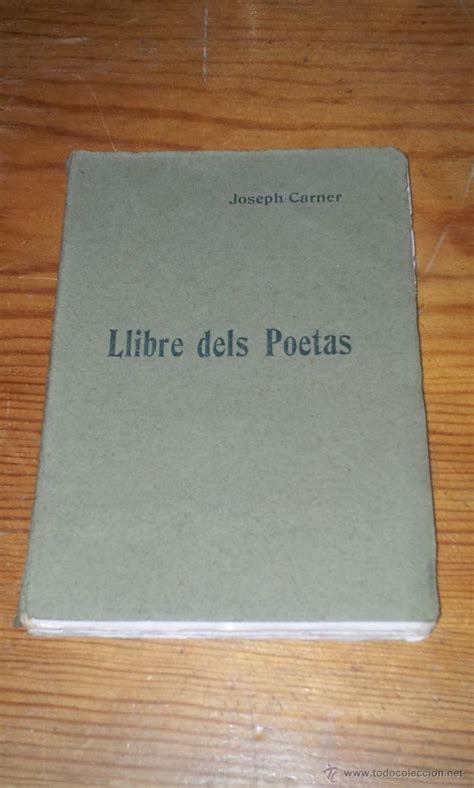 Joseph Carner
Llibre dels Poetas
© www.todocoleccion.net